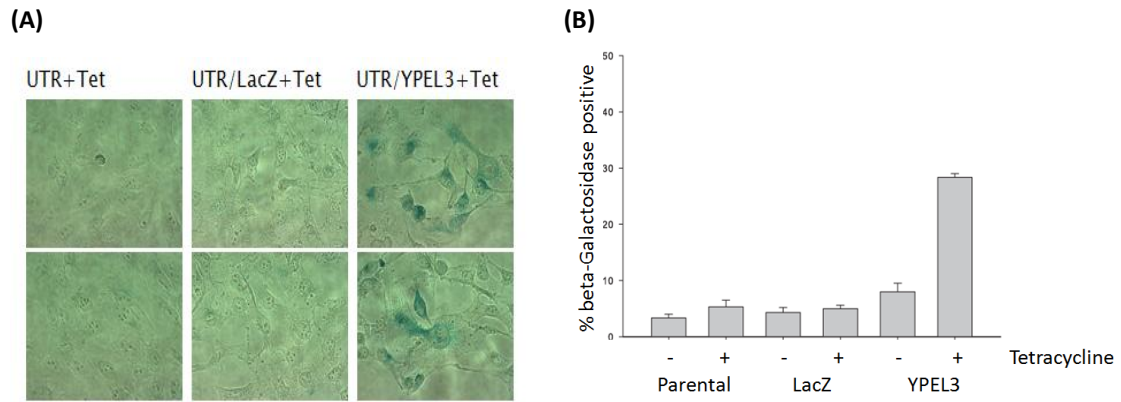 (A)
UTR+Tet
UTR/LacZ+Tet
UTR/YPEL3+Tet
(B)
% beta-Galactosidase positive
50
40
30
20
10
0
- + - + - + Tetracycline
Parental LacZ YPEL3